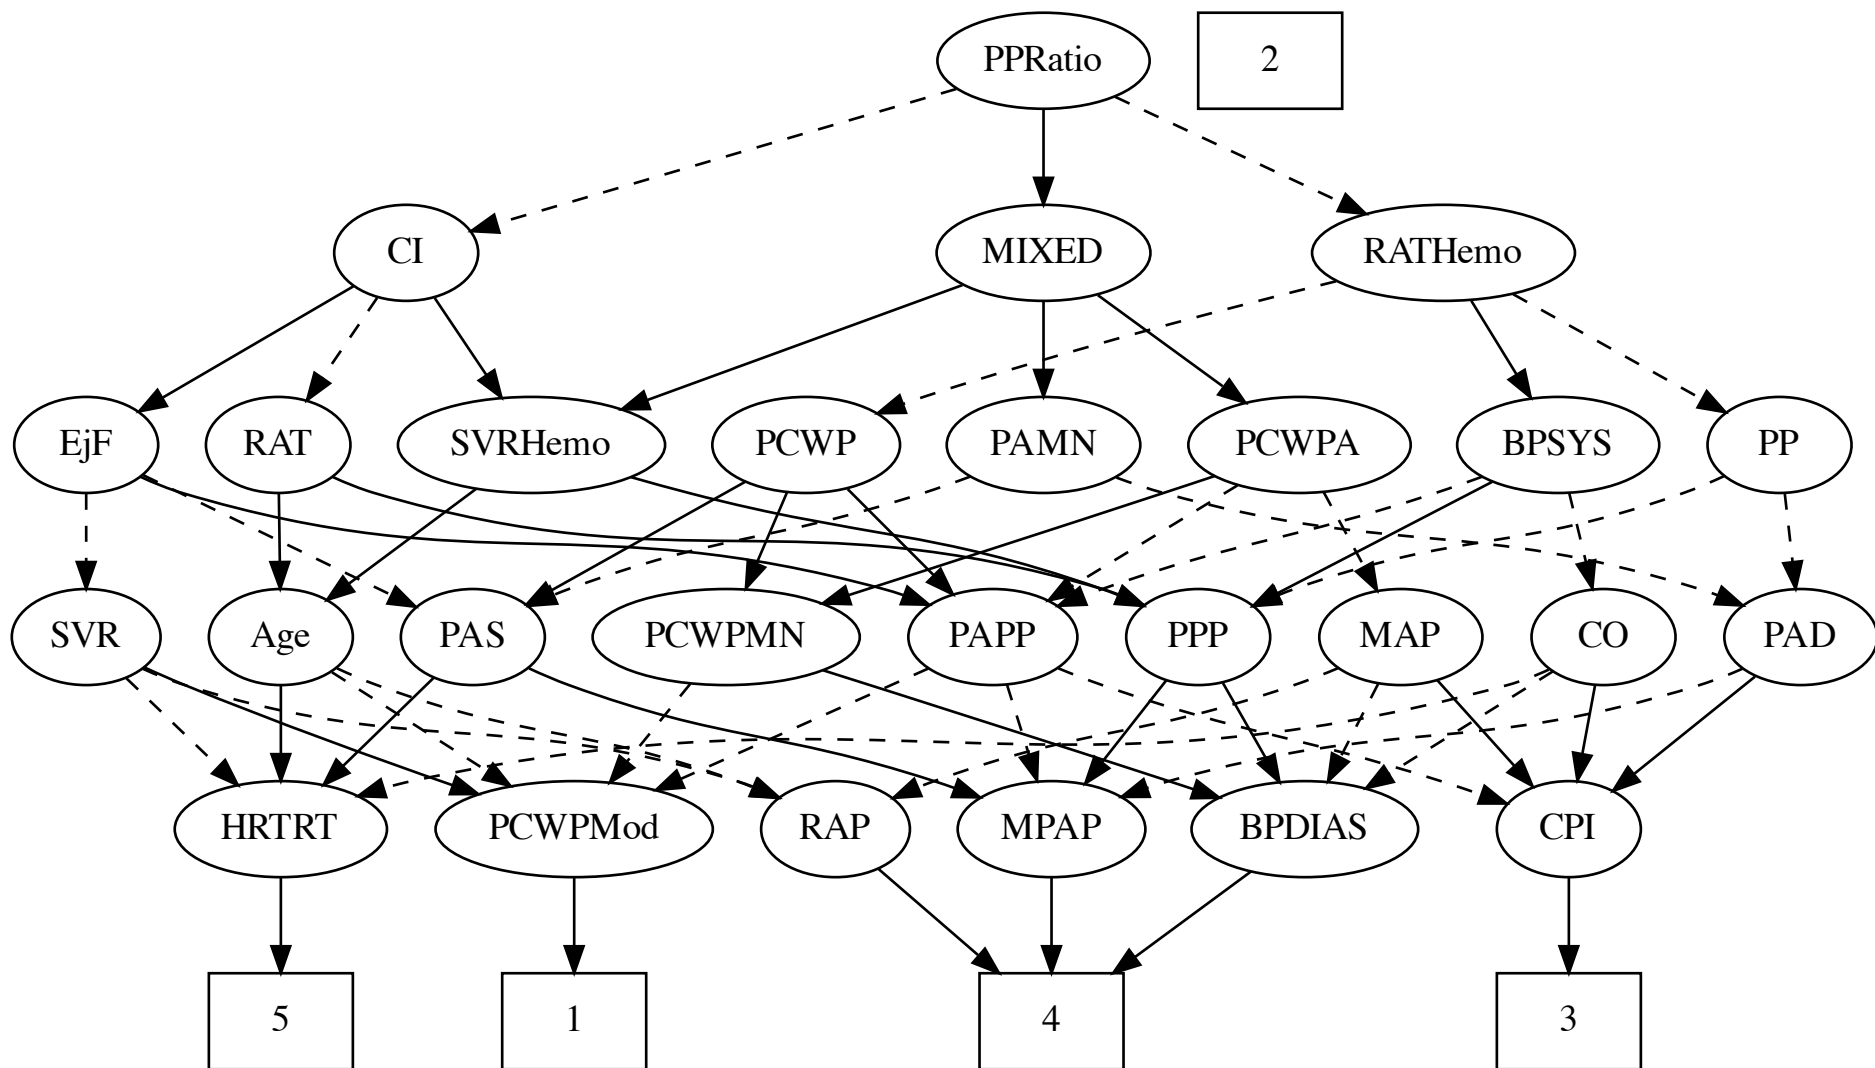 PPRatio
2
CI
MIXED
RATHemo
EjF
RAT
SVRHemo
PCWP
PAMN
PCWPA
BPSYS
PP
SVR
Age
PAS
PCWPMN
PAPP
PPP
MAP
CO
PAD
HRTRT
PCWPMod
RAP
MPAP
BPDIAS
CPI
5
1
4
3